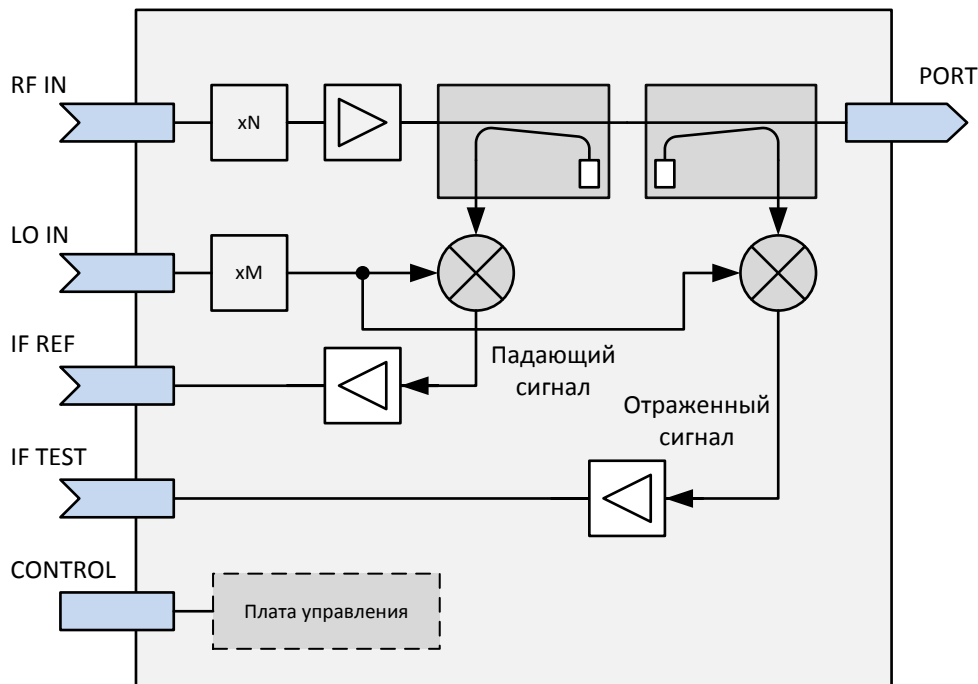 RF IN
PORT
xN
LO IN
xM
IF REF
Падающий
сигнал
Отраженный
сигнал
IF TEST
CONTROL
Плата управления